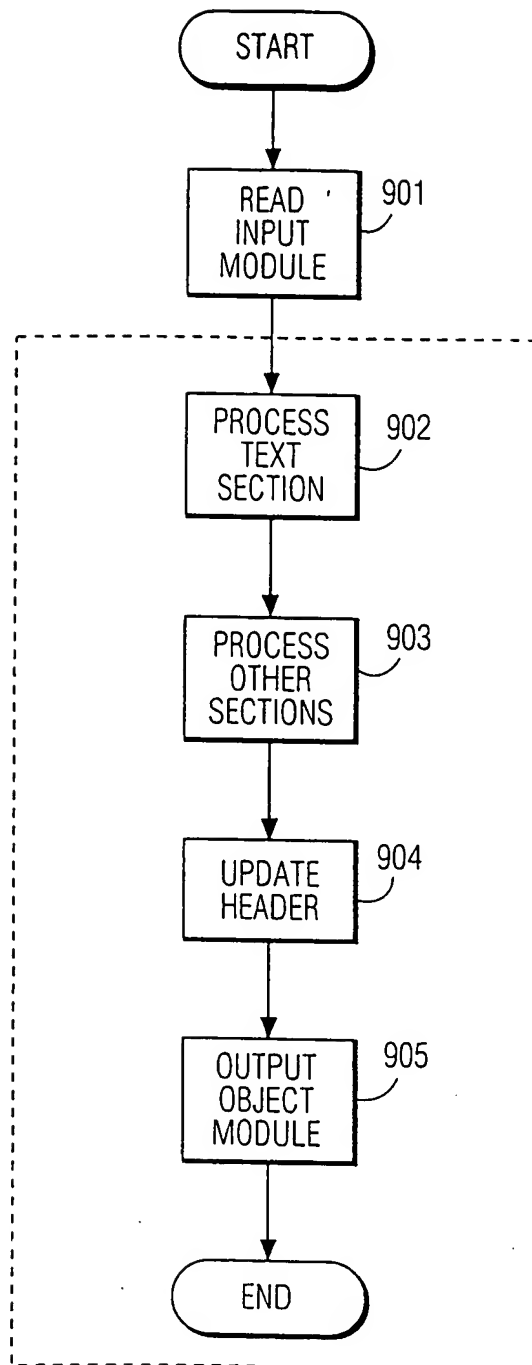 START
READ
INPUT
MODULE
901
PROCESS
TEXT
SECTION
902
PROCESS
OTHER
SECTIONS
903
UPDATE
HEADER
904
OUTPUT
OBJECT
MODULE
905
END